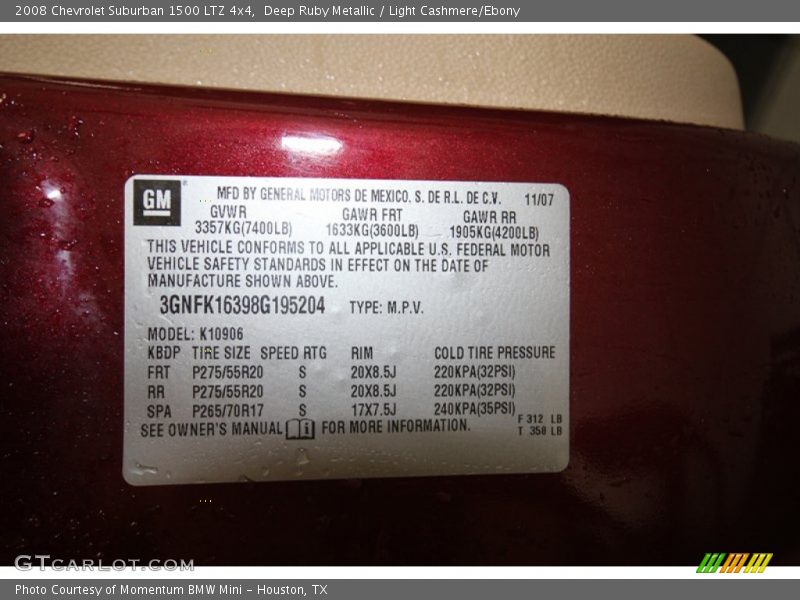 2008 Chevrolet Suburban 1500 LTZ 4x4,  Deep Ruby Metallic / Light Cashmere/Ebony
GM
MFD BY GENERAL MOTORS DE MEXICO, S. DE R.L. DE C.V. 11/07
GVWR GAWR FRT GAWR RR
3357KG(7400LB) 1633KG(3600LB) 1905KG(4200LB)
THIS VEHICLE CONFORMS TO ALL APPLICABLE U.S. FEDERAL MOTOR
VEHICLE SAFETY STANDARDS IN EFFECT ON THE DATE OF
MANUFACTURE SHOWN ABOVE.
3GNFK16398G195204 TYPE: M.P.V.
MODEL: K10906
KBDP TIRE SIZE SPEED RTG RIM COLD TIRE PRESSURE
FRT P275/55R20 S 20X8.5J 220KPA(32PSI)
RR P275/55R20 S 20X8.5J 220KPA(32PSI)
SPA P265/70R17 S 17X7.5J 240KPA(35PSI)
SEE OWNER'S MANUAL FOR MORE INFORMATION.
F 312 LB
T 358 LB
GTCARLOT.COM
Photo Courtesy of Momentum BMW Mini – Houston, TX